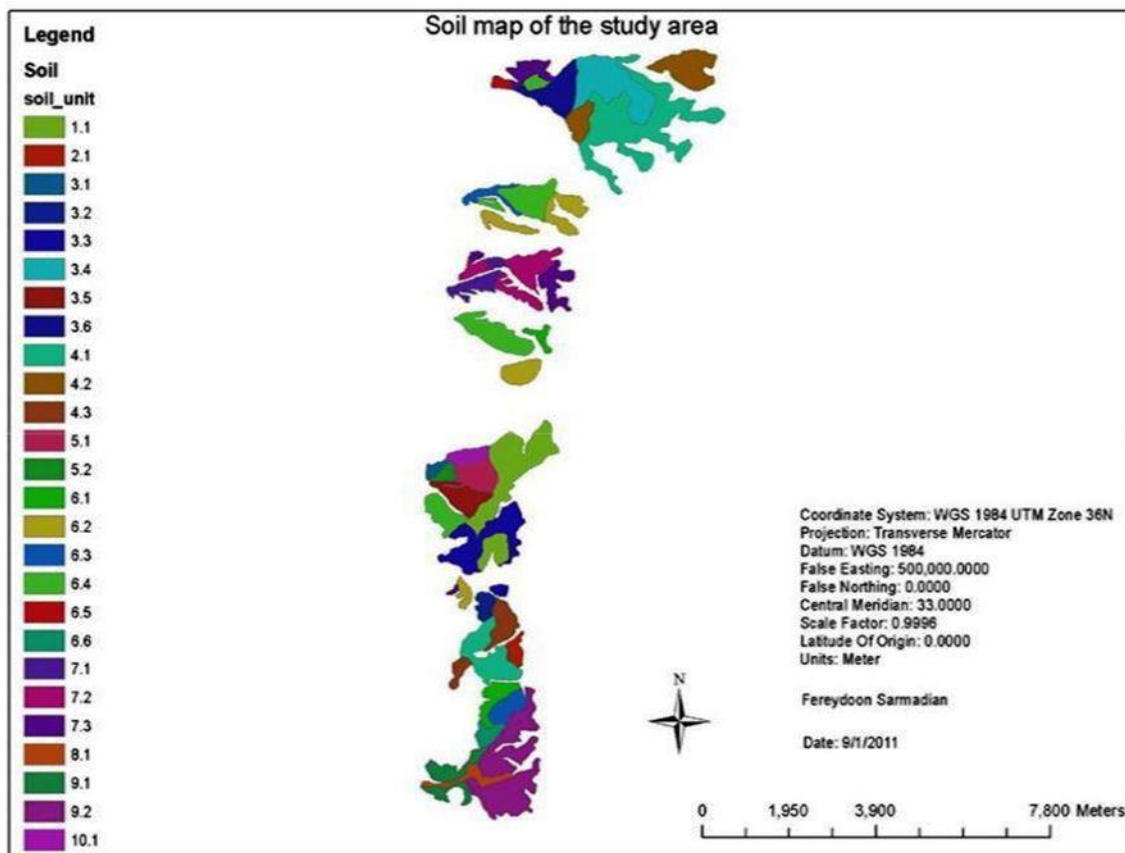 Soil map of the study area
Legend
Soil
soil_unit
1.1
2.1
3.1
3.2
3.3
3.4
3.5
3.6
4.1
4.2
4.3
5.1
5.2
6.1
6.2
6.3
6.4
6.5
6.6
7.1
7.2
7.3
8.1
9.1
9.2
10.1
Coordinate System: WGS 1984 UTM Zone 36N
Projection: Transverse Mercator
Datum: WGS 1984
False Easting: 500,000.0000
False Northing: 0.0000
Central Meridian: 33.0000
Scale Factor: 0.9996
Latitude Of Origin: 0.0000
Units: Meter
N
Fereydoon Sarmadian
Date: 9/1/2011
0 1,950 3,900 7,800 Meters